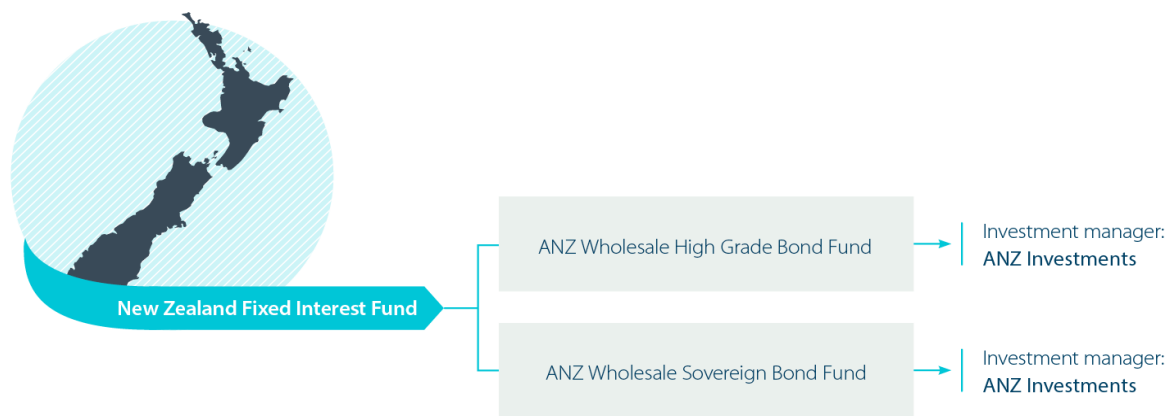 New Zealand Fixed Interest Fund
ANZ Wholesale High Grade Bond Fund
Investment manager:
ANZ Investments
ANZ Wholesale Sovereign Bond Fund
Investment manager:
ANZ Investments